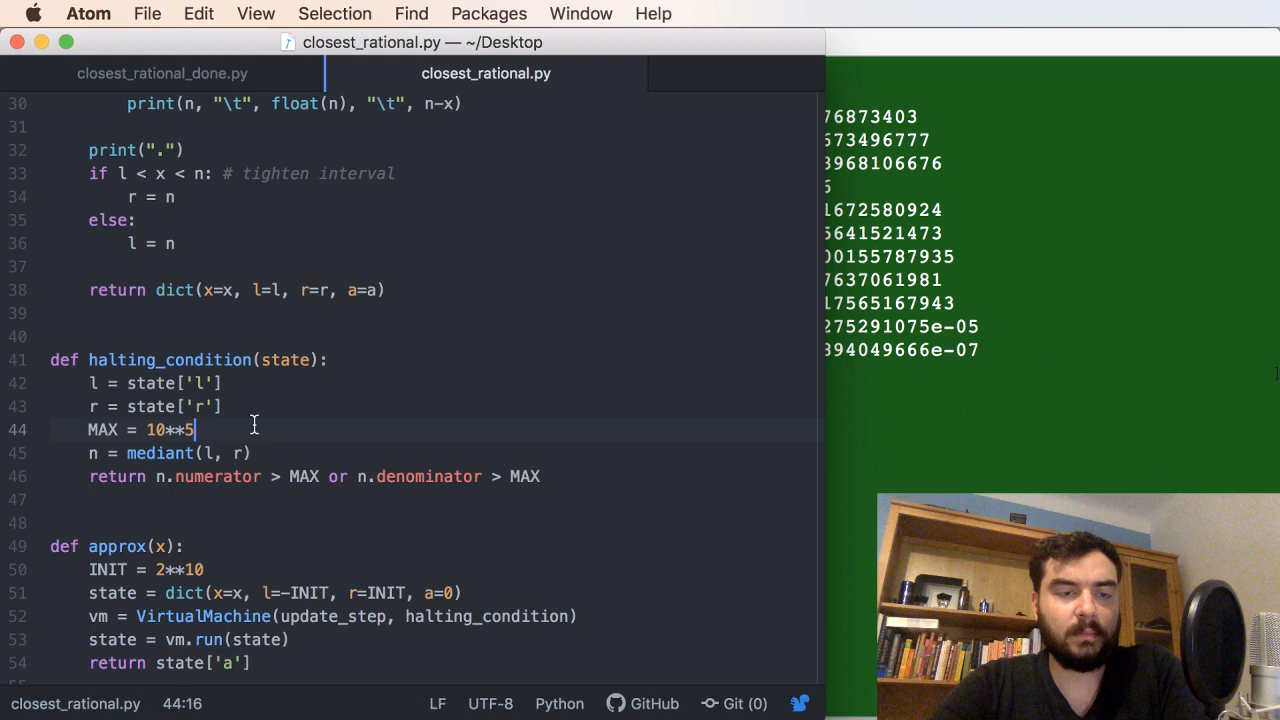 Atom File Edit View Selection Find Packages Window Help
closest_rational.py — ~/Desktop
closest_rational_done.py closest_rational.py
30 print(n, "\t", float(n), "\t", n-x)
31
32 print(".")
33 if l < x < n: # tighten interval
34 r = n
35 else:
36 l = n
37
38 return dict(x=x, l=l, r=r, a=a)
39
40
41 def halting_condition(state):
42 l = state['l']
43 r = state['r']
44 MAX = 10**5
45 n = mediant(l, r)
46 return n.numerator > MAX or n.denominator > MAX
47
48
49 def approx(x):
50 INIT = 2**10
51 state = dict(x=x, l=-INIT, r=INIT, a=0)
52 vm = VirtualMachine(update_step, halting_condition)
53 state = vm.run(state)
54 return state['a']
closest_rational.py 44:16 LF UTF-8 Python GitHub Git (0)
76873403
673496777
3968106676
6
1672580924
5641521473
00155787935
7637061981
17565167943
275291075e-05
394049666e-07